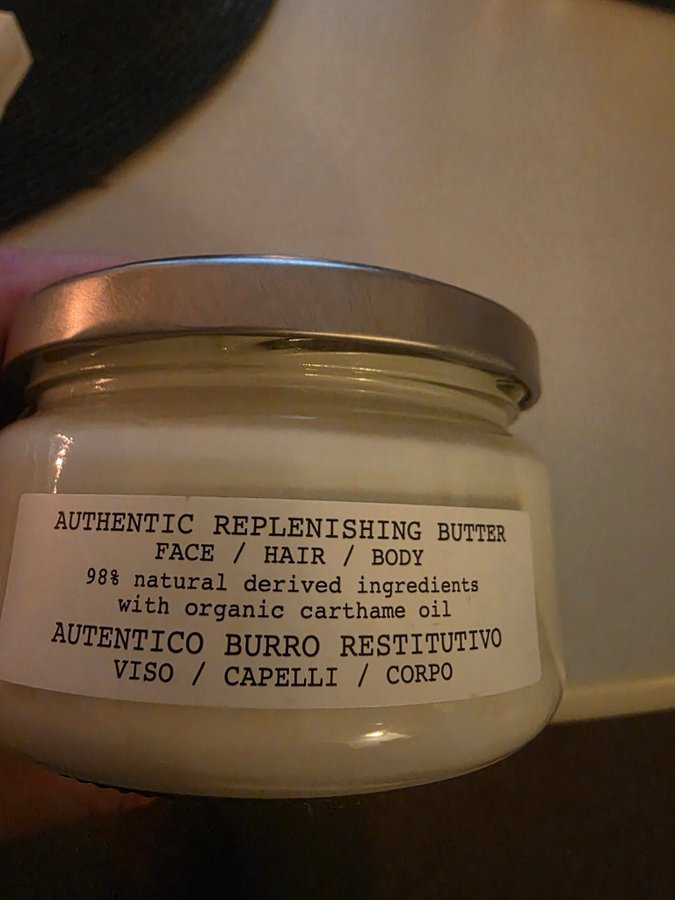 AUTHENTIC REPLENISHING BUTTER
FACE / HAIR / BODY
98% natural derived ingredients
with organic carthame oil
AUTENTICO BURRO RESTITUTIVO
VISO / CAPELLI / CORPO